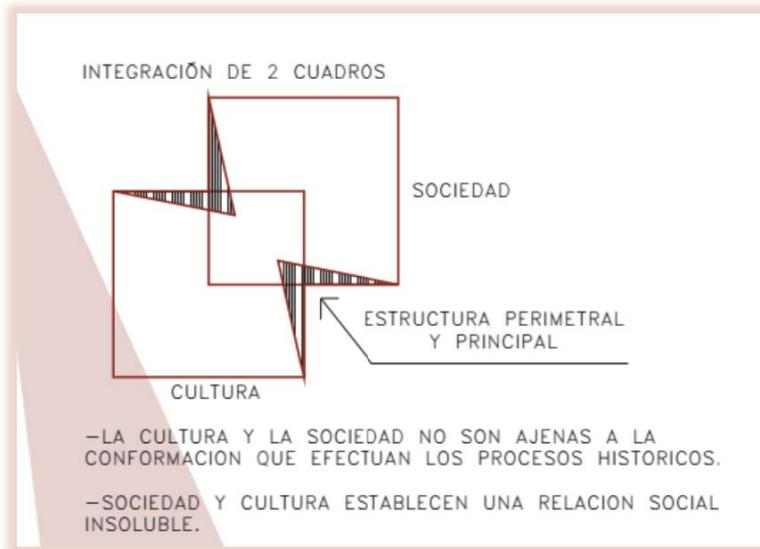 INTEGRACIÕN DE 2 CUADROS
SOCIEDAD
ESTRUCTURA PERIMETRAL
Y PRINCIPAL
CULTURA
–LA CULTURA Y LA SOCIEDAD NO SON AJENAS A LA
CONFORMACION QUE EFECTUAN LOS PROCESOS HISTORICOS.
–SOCIEDAD Y CULTURA ESTABLECEN UNA RELACION SOCIAL
INSOLUBLE.